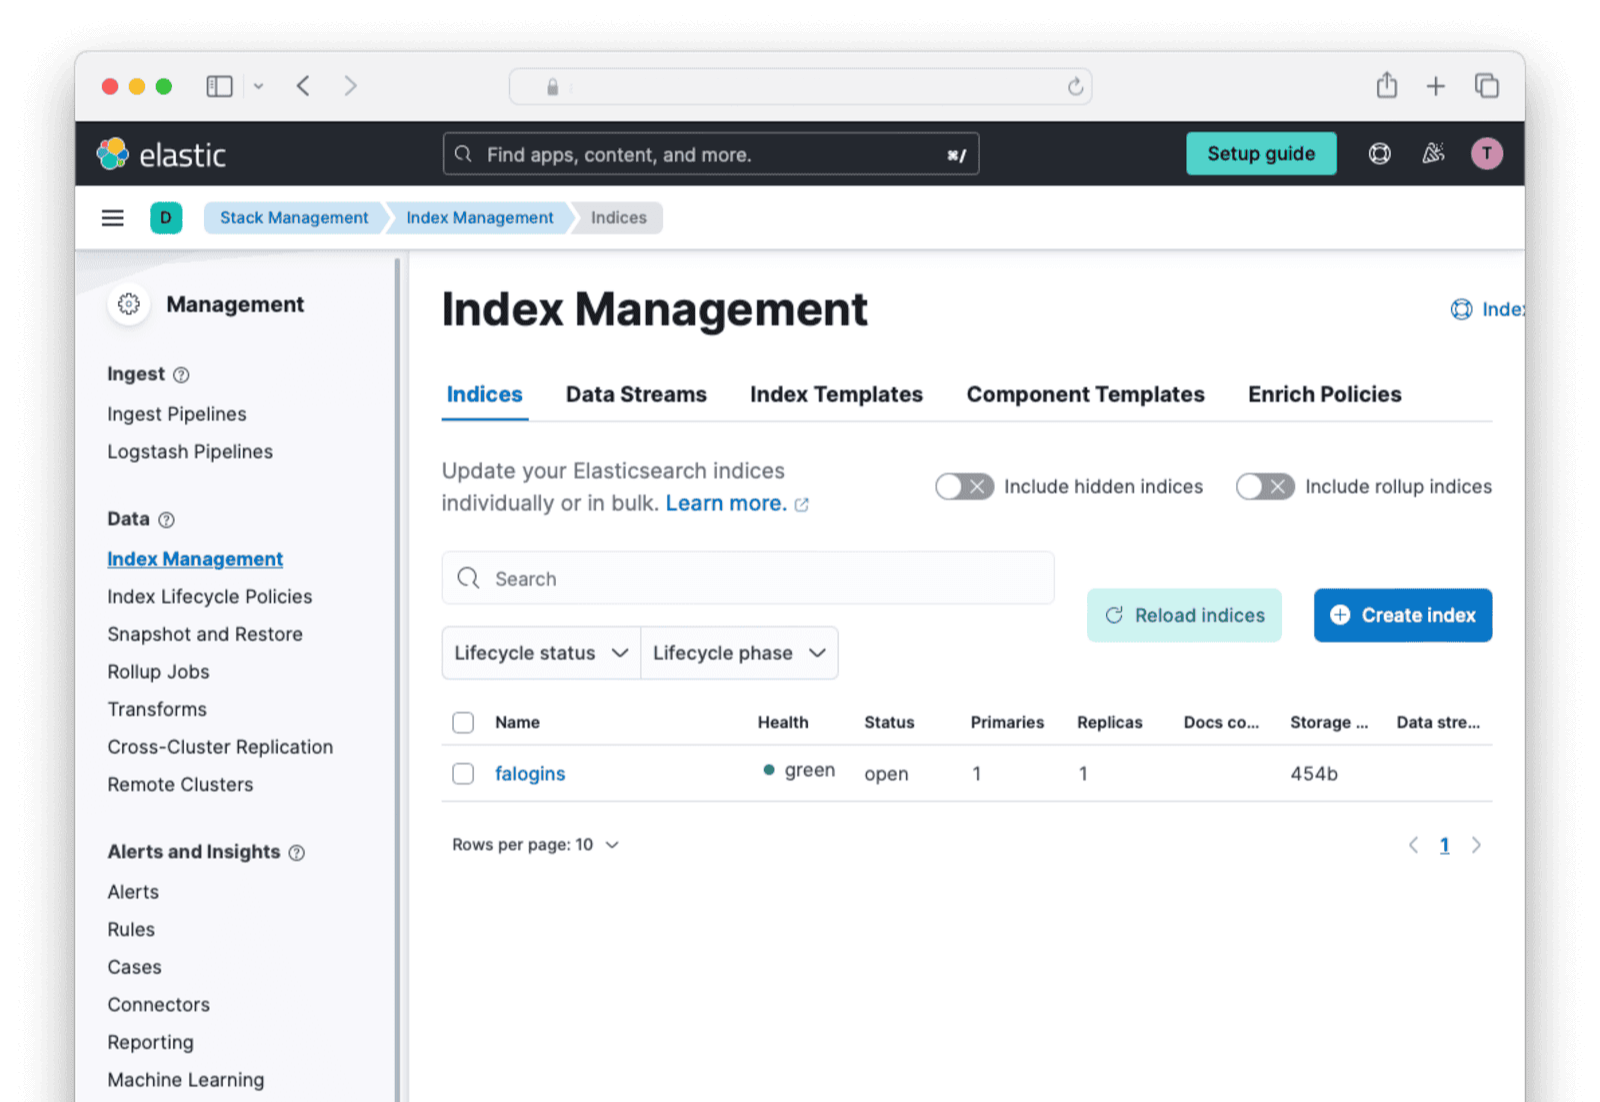 elastic
Find apps, content, and more.
⌘/
Setup guide
T
D
Stack Management
Index Management
Indices
Management
Ingest
Ingest Pipelines
Logstash Pipelines
Data
Index Management
Index Lifecycle Policies
Snapshot and Restore
Rollup Jobs
Transforms
Cross-Cluster Replication
Remote Clusters
Alerts and Insights
Alerts
Rules
Cases
Connectors
Reporting
Machine Learning
Index Management
Index
Indices
Data Streams
Index Templates
Component Templates
Enrich Policies
Update your Elasticsearch indices
individually or in bulk. Learn more.
Include hidden indices
Include rollup indices
Search
Reload indices
Create index
Lifecycle status
Lifecycle phase
Name Health Status Primaries Replicas Docs co... Storage ... Data stre...
falogins green open 1 1 454b
Rows per page: 10
1